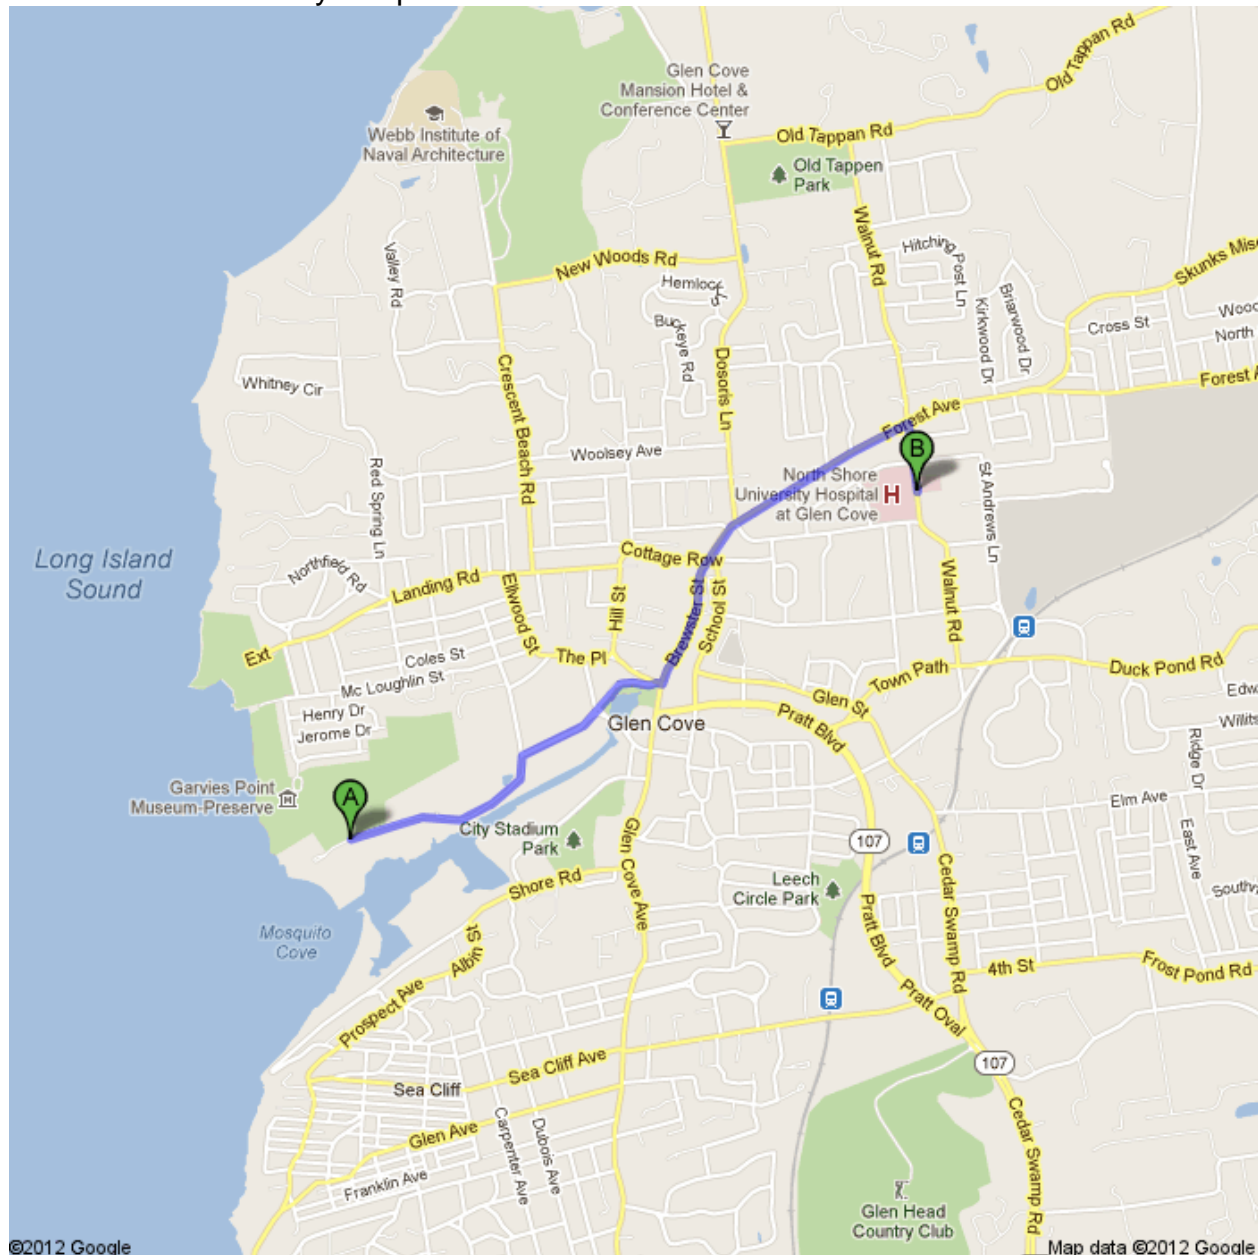 Old Tappan Rd
Glen Cove
Mansion Hotel &
Conference Center
Webb Institute of
Naval Architecture
Old Tappan Rd
Old Tappen
Park
Walnut Rd
Hitching Post Ln
Valley Rd
New Woods Rd
Hemlock
Skunks Misc
Buckeye Rd
Kirkwood Dr
Briarwood Dr
Cross St
Wood
North
Whitney Cir
Crescent Beach Rd
Dosoris Ln
Forest A
Forest Ave
B
Woolsey Ave
Red Spring Ln
North Shore
University Hospital
at Glen Cove
H
St Andrews Ln
Long Island
Sound
Northfield Rd
Landing Rd
Cottage Row
Ellwood St
Hill St
Brewster St
School St
Walnut Rd
Ext
Coles St
The Pl
Mc Loughlin St
Town Path
Duck Pond Rd
Henry Dr
Jerome Dr
Glen St
Glen Cove
Pratt Blvd
Edw
Willits
Ridge Dr
Garvies Point
Museum-Preserve
A
Elm Ave
City Stadium
Park
107
East Ave
Glen Cove Ave
Cedar Swamp Rd
Leech
Circle Park
Shore Rd
Southv
Mosquito
Cove
Albin St
Pratt Blvd
4th St
Frost Pond Rd
Prospect Ave
Pratt Oval
Sea Cliff Ave
107
Sea Cliff
Carpenter Ave
Dubois Ave
Glen Ave
Cedar Swamp Rd
Franklin Ave
Glen Head
Country Club
©2012 Google
Map data ©2012 Google